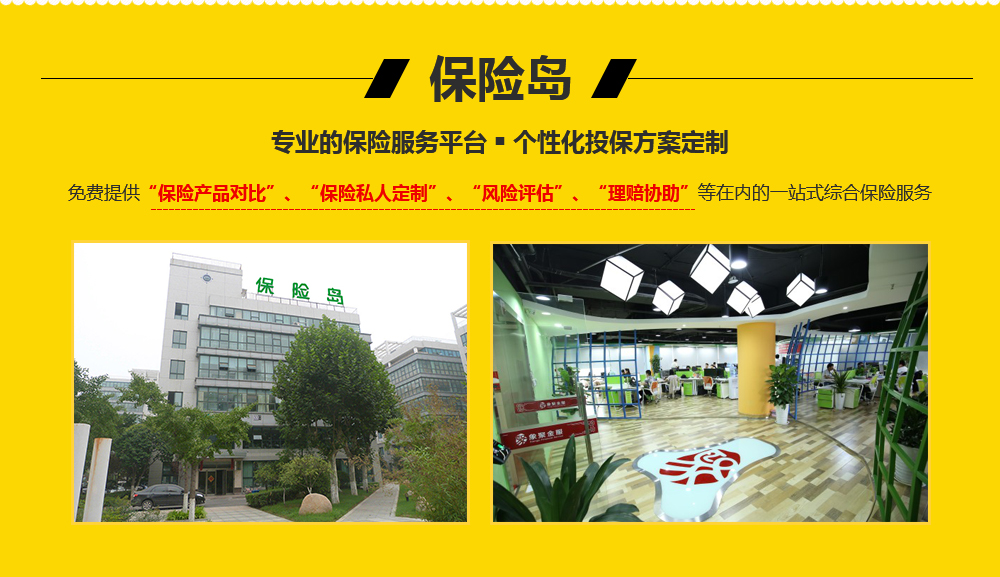 保险岛
专业的保险服务平台▪个性化投保方案定制
免费提供“保险产品对比”、“保险私人定制”、“风险评估”、“理赔协助”等在内的一站式综合保险服务
保险岛